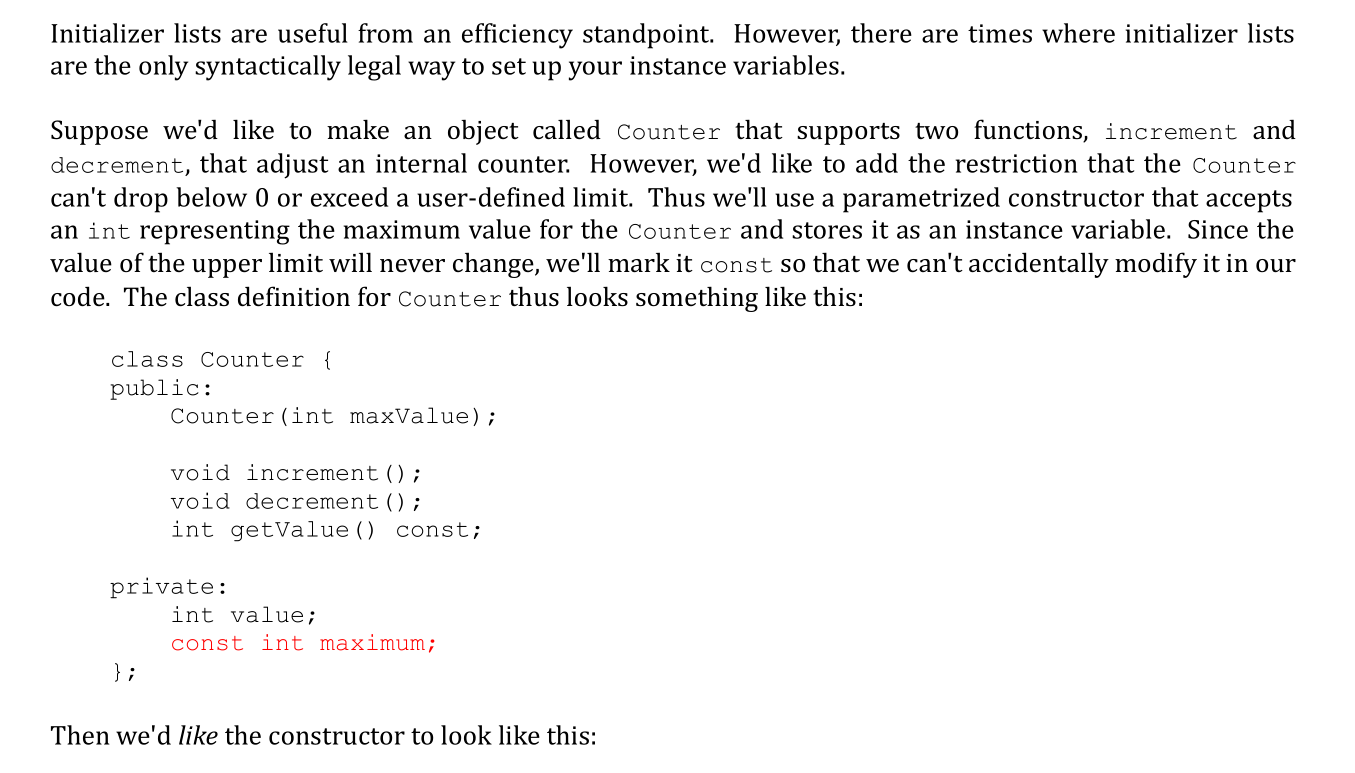 Initializer lists are useful from an efficiency standpoint.  However, there are times where initializer lists
are the only syntactically legal way to set up your instance variables.
Suppose we'd like to make an object called Counter that supports two functions, increment and
decrement, that adjust an internal counter.  However, we'd like to add the restriction that the Counter
can't drop below 0 or exceed a user-defined limit.  Thus we'll use a parametrized constructor that accepts
an int representing the maximum value for the Counter and stores it as an instance variable.  Since the
value of the upper limit will never change, we'll mark it const so that we can't accidentally modify it in our
code.  The class definition for Counter thus looks something like this:
class Counter {
public:
    Counter(int maxValue);
    void increment();
    void decrement();
    int getValue() const;
private:
    int value;
    const int maximum;
};
Then we'd like the constructor to look like this: